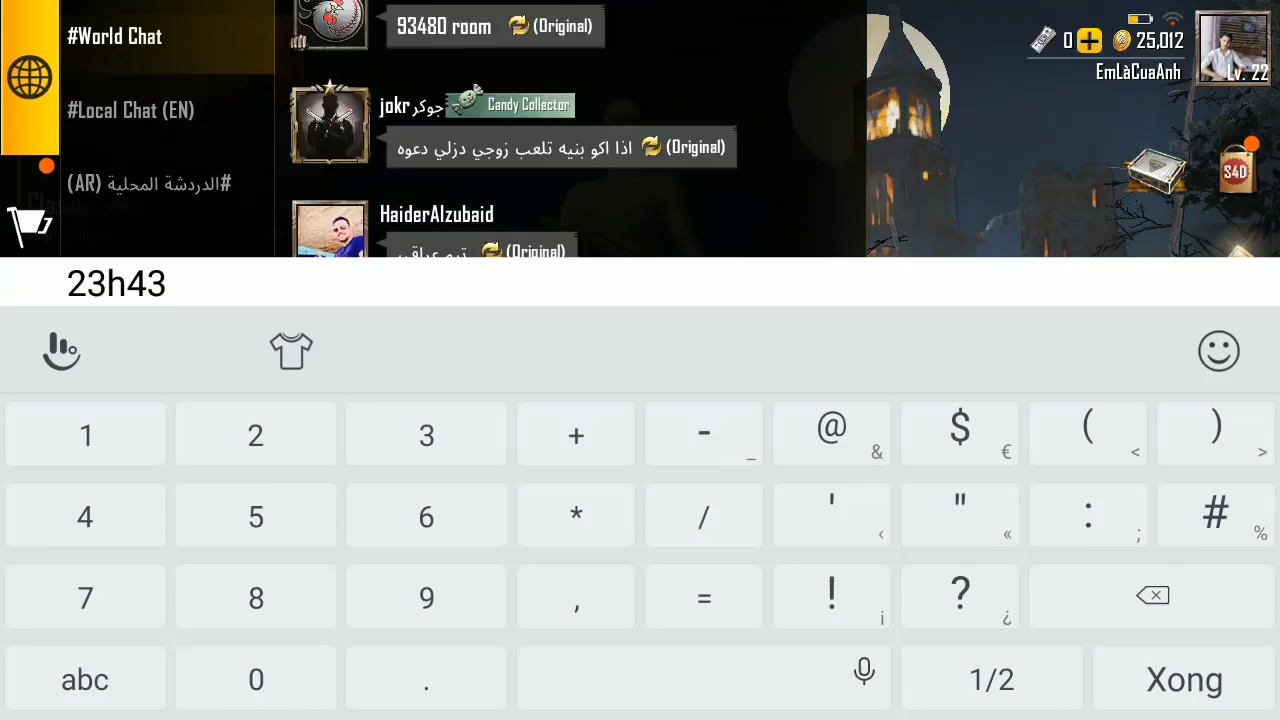 #World Chat
#Local Chat (EN)
#الدردشة المحلية (AR)
93480 room (Original)
jokrجوكر Candy Collector
اذا اكو بنيه تلعب زوجي دزلي دعوه (Original)
HaiderAlzubaid
(Original)
0
25,012
EmLàCuaAnh
Lv. 22
S4D
23h43
1 2 3 + - _ @ & $ € ( < ) >
4 5 6 * / ' ‹ " « : ; # %
7 8 9 , = ! ¡ ? ¿
abc 0 . 1/2 Xong